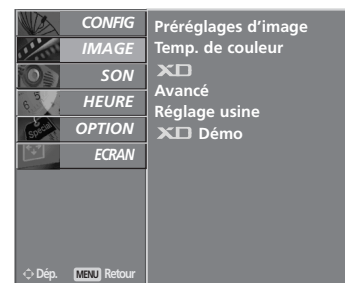 CONFIG
IMAGE
SON
HEURE
OPTION
ECRAN
Préréglages d'image
Temp. de couleur
XD
Avancé
Réglage usine
XD Démo
Dép. MENU Retour